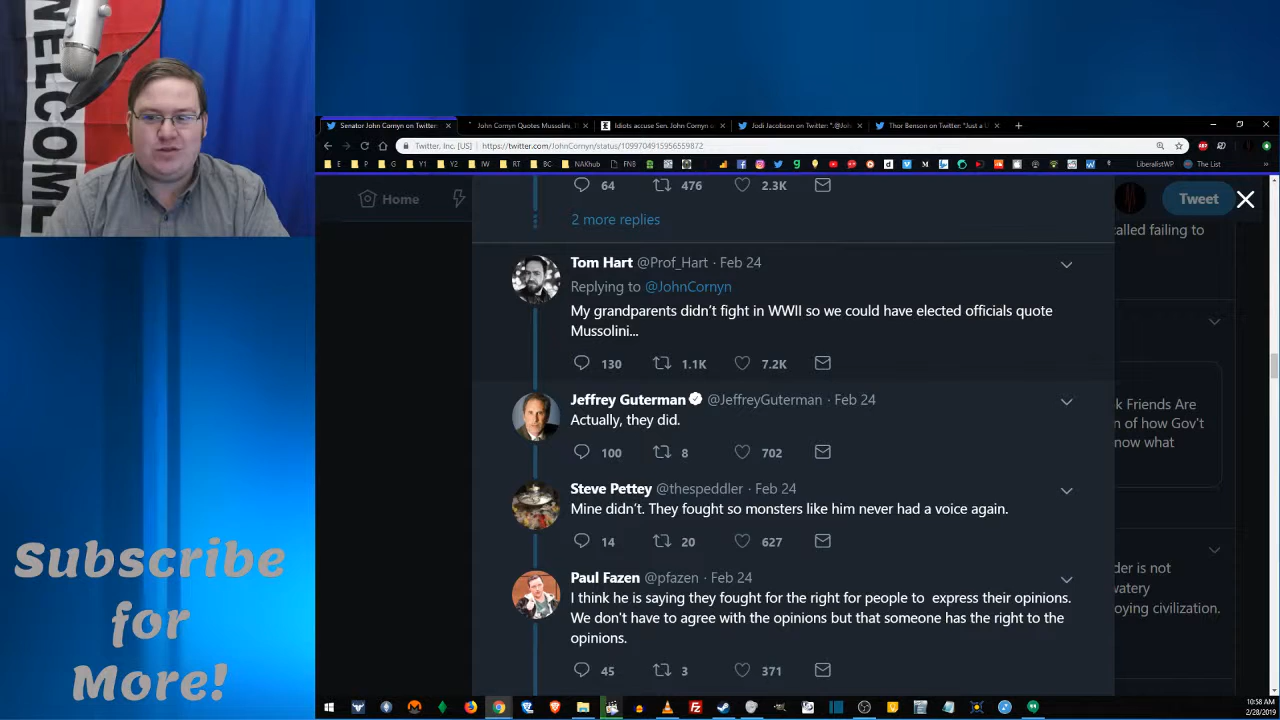 WELCOME
Senator John Cornyn on Twitter:
John Cornyn Quotes Mussolini, I
Idiots accuse Sen. John Cornyn o
Jodi Jacobson on Twitter: ".@Joh
Thor Benson on Twitter: "Just a U
Twitter, Inc. [US] | https://twitter.com/JohnCornyn/status/1099704915956559872
E P G Y1 Y2 IW RT BC NAKhub FNB LiberalistWP The List
Home
Tweet
64 476 2.3K
alled failing to
2 more replies
Tom Hart @Prof_Hart · Feb 24
Replying to @JohnCornyn
My grandparents didn't fight in WWII so we could have elected officials quote
Mussolini...
130 1.1K 7.2K
Jeffrey Guterman @JeffreyGuterman · Feb 24
Actually, they did.
100 8 702
k Friends Are
n of how Gov't
now what
Steve Pettey @thespeddler · Feb 24
Mine didn't. They fought so monsters like him never had a voice again.
14 20 627
Paul Fazen @pfazen · Feb 24
I think he is saying they fought for the right for people to express their opinions.
We don't have to agree with the opinions but that someone has the right to the
opinions.
45 3 371
der is not
watery
oying civilization.
Subscribe
for
More!
10:58 AM
2/28/2019